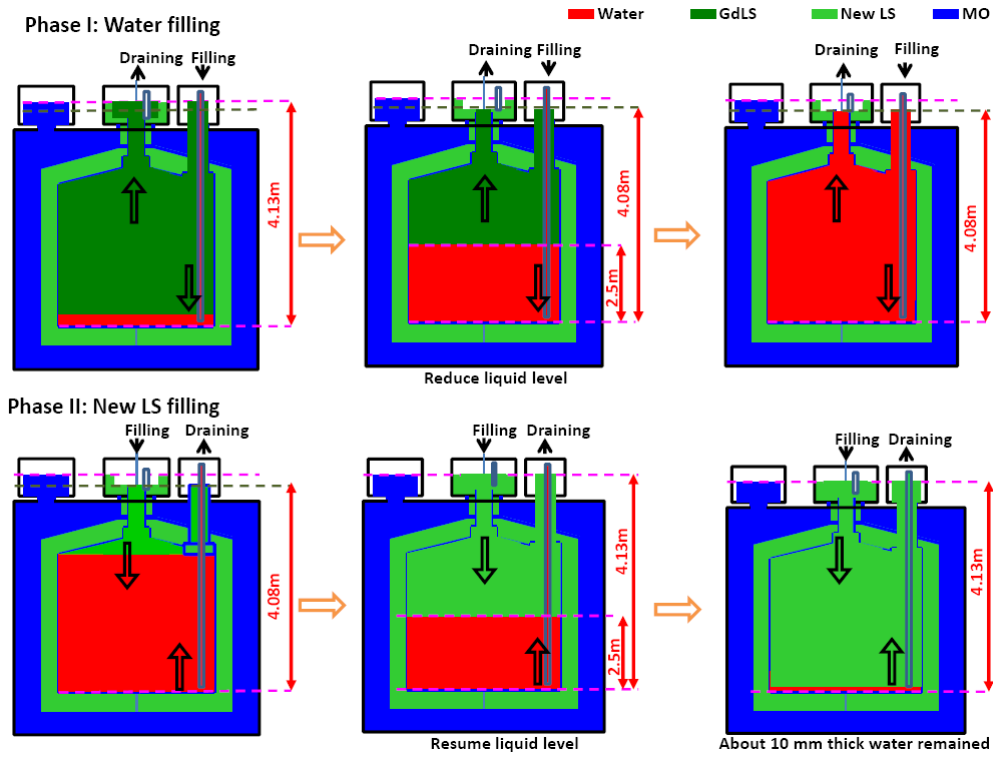 Water GdLS New LS MO
Phase I: Water filling
Draining Filling
Draining Filling
Draining Filling
4.13m
4.08m
2.5m
4.08m
Reduce liquid level
Phase II: New LS filling
Filling Draining
Filling Draining
Filling Draining
4.08m
4.13m
2.5m
4.13m
Resume liquid level
About 10 mm thick water remained